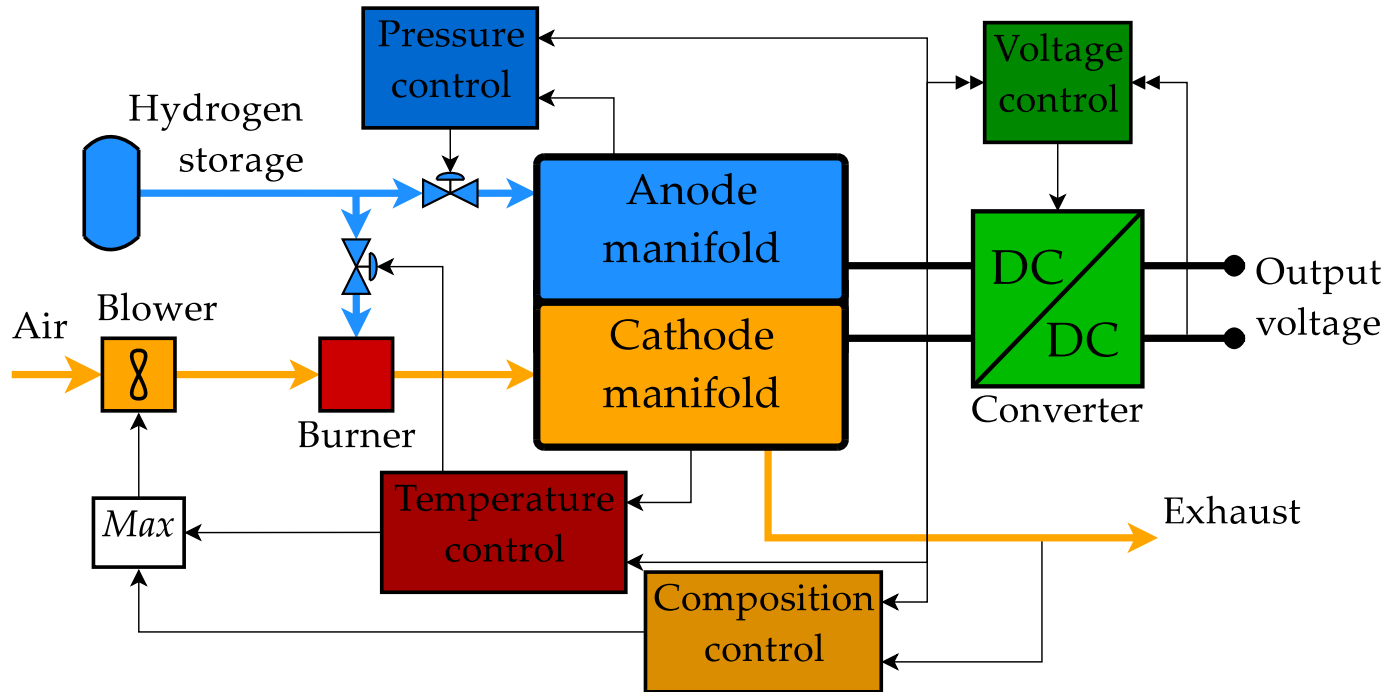 Pressure
control
Voltage
control
Hydrogen
storage
Anode
manifold
DC
DC
Output
voltage
Air
Blower
Cathode
manifold
Burner
Converter
Temperature
control
Max
Exhaust
Composition
control